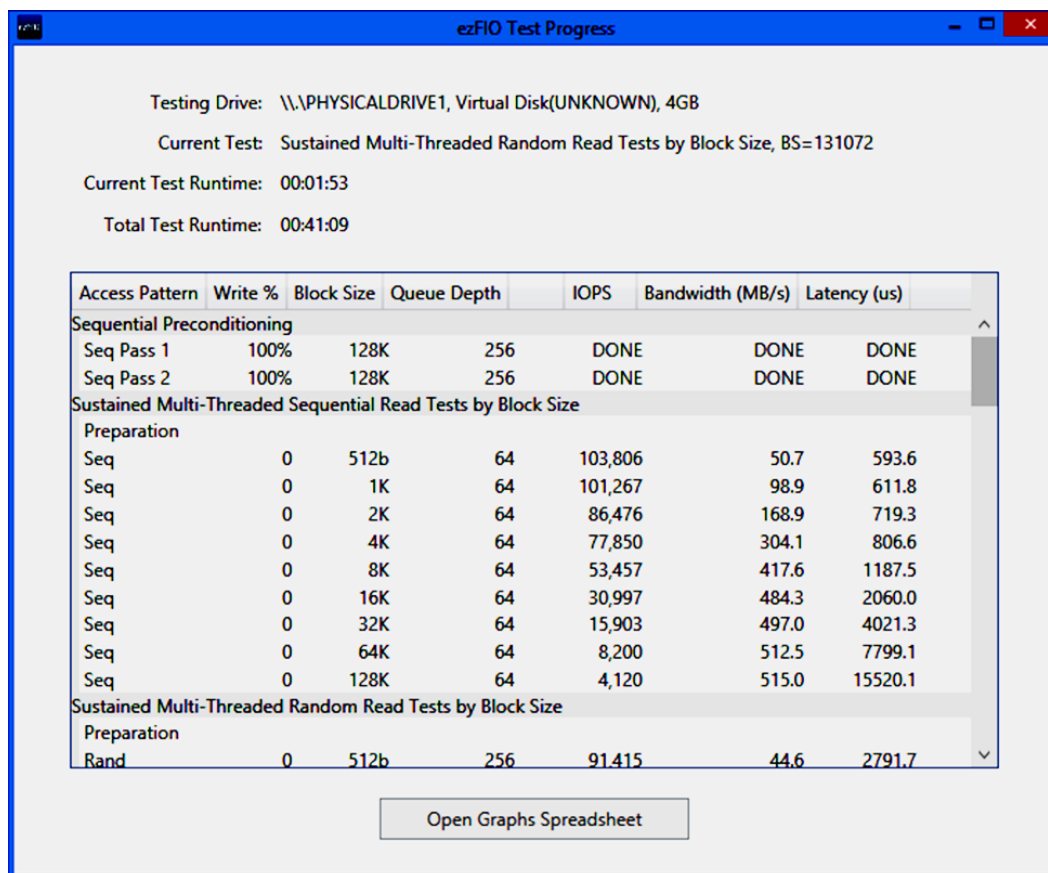 ezFIO Test Progress
Testing Drive: \\.\PHYSICALDRIVE1, Virtual Disk(UNKNOWN), 4GB
Current Test: Sustained Multi-Threaded Random Read Tests by Block Size, BS=131072
Current Test Runtime: 00:01:53
Total Test Runtime: 00:41:09
Access Pattern Write % Block Size Queue Depth IOPS Bandwidth (MB/s) Latency (us)
Sequential Preconditioning
Seq Pass 1 100% 128K 256 DONE DONE DONE
Seq Pass 2 100% 128K 256 DONE DONE DONE
Sustained Multi-Threaded Sequential Read Tests by Block Size
Preparation
Seq 0 512b 64 103,806 50.7 593.6
Seq 0 1K 64 101,267 98.9 611.8
Seq 0 2K 64 86,476 168.9 719.3
Seq 0 4K 64 77,850 304.1 806.6
Seq 0 8K 64 53,457 417.6 1187.5
Seq 0 16K 64 30,997 484.3 2060.0
Seq 0 32K 64 15,903 497.0 4021.3
Seq 0 64K 64 8,200 512.5 7799.1
Seq 0 128K 64 4,120 515.0 15520.1
Sustained Multi-Threaded Random Read Tests by Block Size
Preparation
Rand 0 512b 256 91,415 44.6 2791.7
Open Graphs Spreadsheet